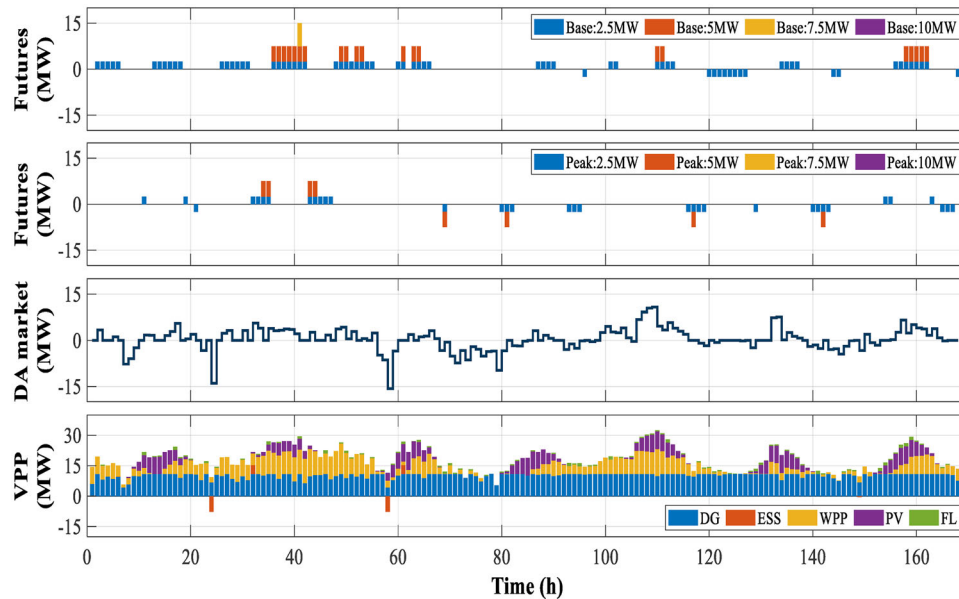 Futures
(MW)
15
0
-15
Base:2.5MW Base:5MW Base:7.5MW Base:10MW
Futures
(MW)
15
0
-15
Peak:2.5MW Peak:5MW Peak:7.5MW Peak:10MW
DA market
(MW)
15
0
-15
VPP
(MW)
30
15
0
-15
DG ESS WPP PV FL
0 20 40 60 80 100 120 140 160
Time (h)